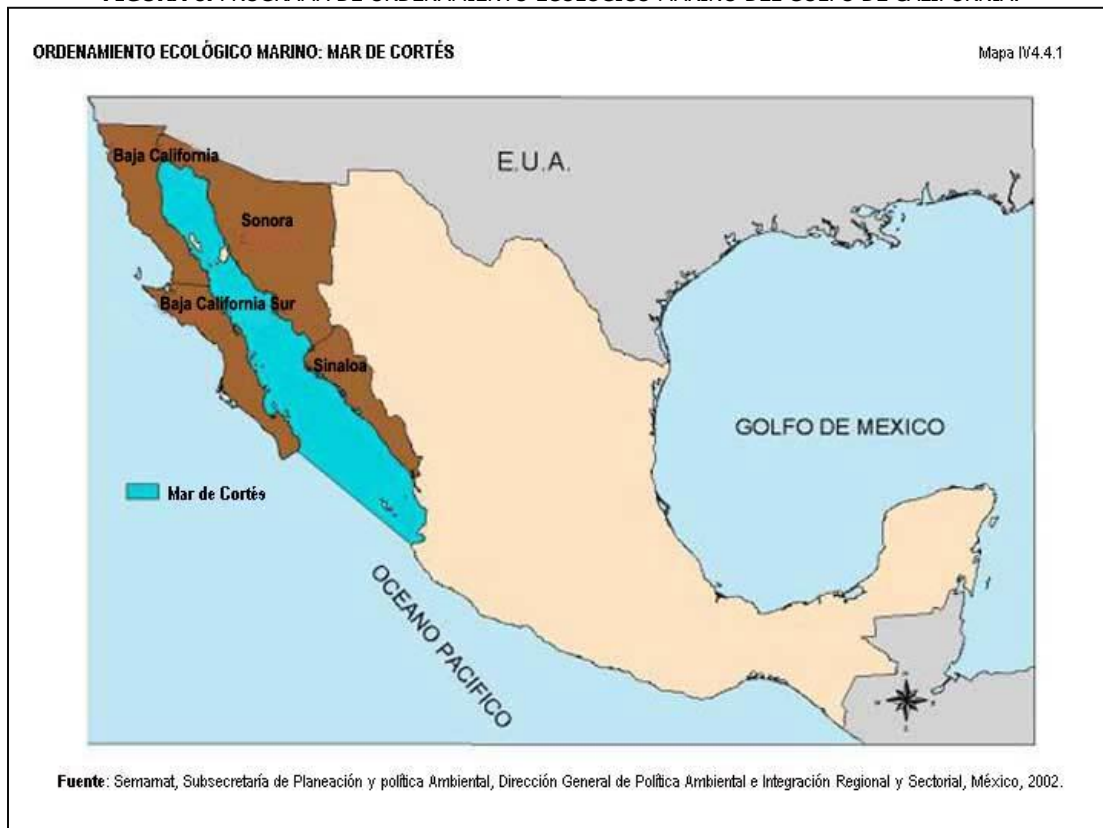 ORDENAMIENTO ECOLÓGICO MARINO: MAR DE CORTÉS
Mapa IV4.4.1
Baja California
E.U.A.
Sonora
Baja California Sur
Sinaloa
GOLFO DE MEXICO
Mar de Cortés
OCEANO PACIFICO
Fuente: Semarnat, Subsecretaría de Planeación y política Ambiental, Dirección General de Política Ambiental e Integración Regional y Sectorial, México, 2002.